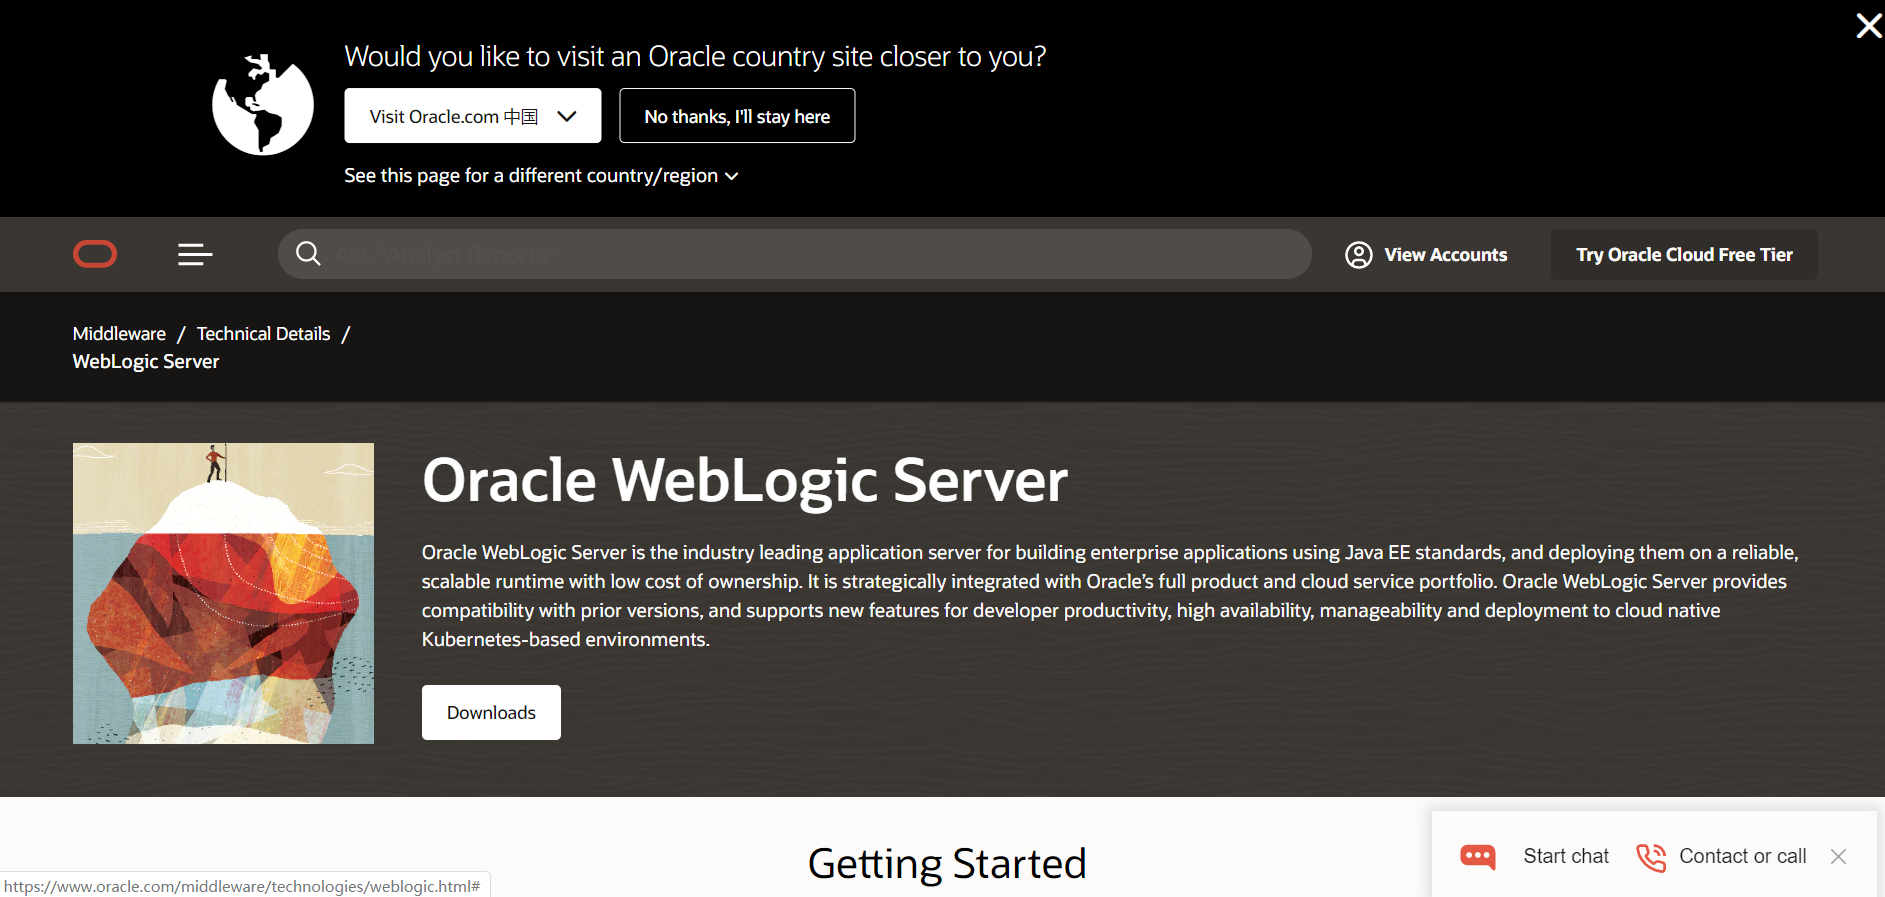 Would you like to visit an Oracle country site closer to you?
Visit Oracle.com 中国
No thanks, I'll stay here
See this page for a different country/region
Ask "Analyst Reports"
View Accounts
Try Oracle Cloud Free Tier
Middleware / Technical Details /
WebLogic Server
Oracle WebLogic Server
Oracle WebLogic Server is the industry leading application server for building enterprise applications using Java EE standards, and deploying them on a reliable,
scalable runtime with low cost of ownership. It is strategically integrated with Oracle’s full product and cloud service portfolio. Oracle WebLogic Server provides
compatibility with prior versions, and supports new features for developer productivity, high availability, manageability and deployment to cloud native
Kubernetes-based environments.
Downloads
Getting Started
Start chat
Contact or call
https://www.oracle.com/middleware/technologies/weblogic.html#